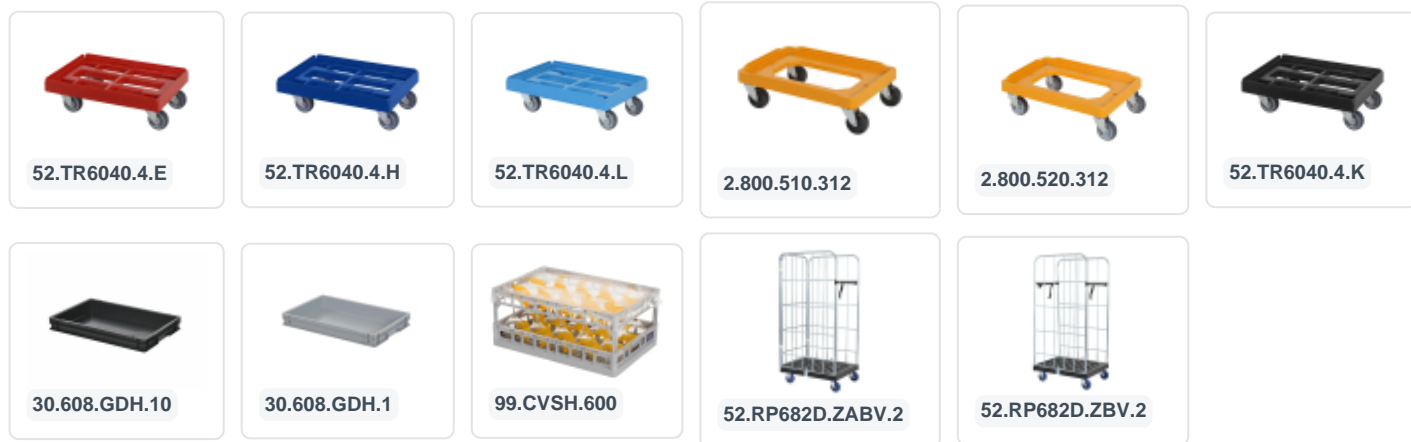 52.TR6040.4.E
52.TR6040.4.H
52.TR6040.4.L
2.800.510.312
2.800.520.312
52.TR6040.4.K
30.608.GDH.10
30.608.GDH.1
99.CVSH.600
52.RP682D.ZABV.2
52.RP682D.ZBV.2